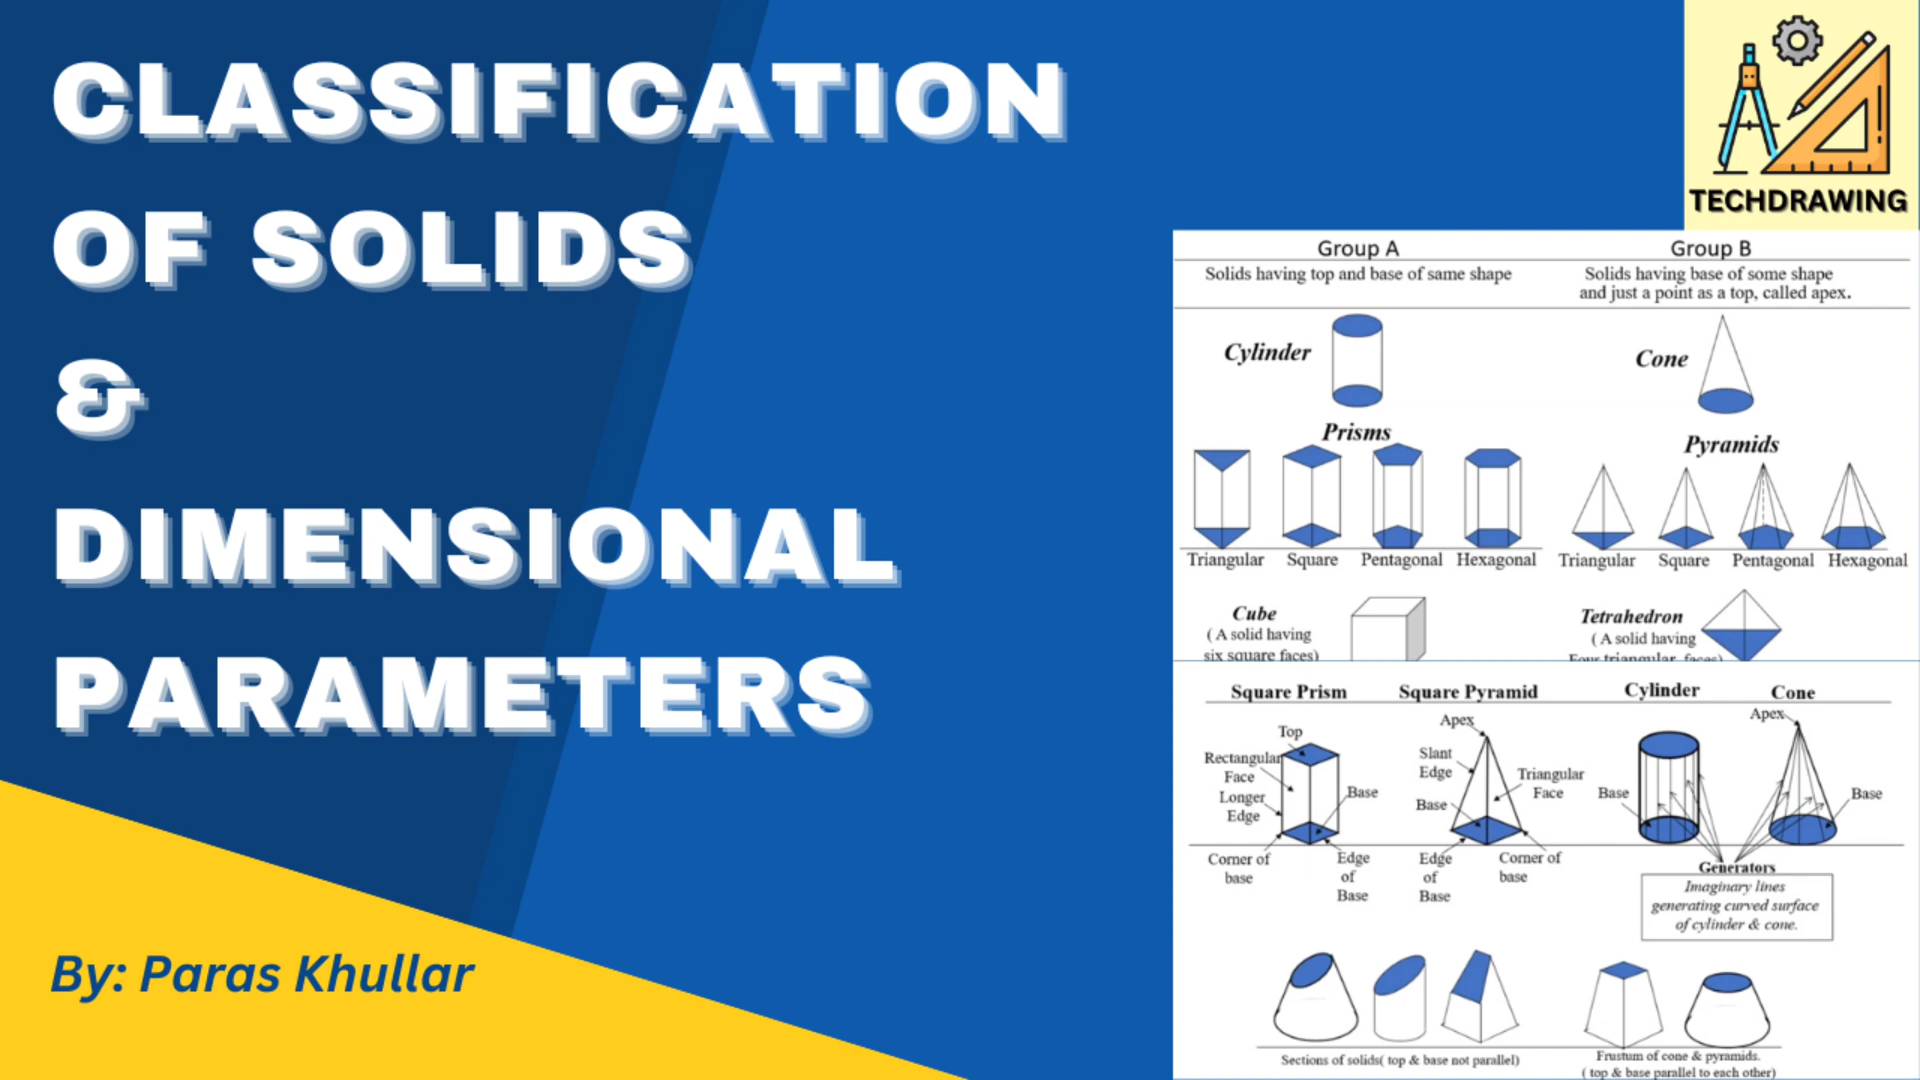 CLASSIFICATION
OF SOLIDS
&
DIMENSIONAL
PARAMETERS
By: Paras Khullar
TECHDRAWING
Group A
Solids having top and base of same shape
Cylinder
Prisms
Triangular Square Pentagonal Hexagonal
Cube
( A solid having
six square faces)
Group B
Solids having base of some shape
and just a point as a top, called apex.
Cone
Pyramids
Triangular Square Pentagonal Hexagonal
Tetrahedron
( A solid having
Four triangular faces)
Square Prism
Top
Rectangular
Face
Longer
Edge
Base
Corner of
base
Edge
of
Base
Square Pyramid
Apex
Slant
Edge
Triangular
Face
Base
Edge
of
Base
Corner of
base
Cylinder
Base
Cone
Apex
Base
Generators
Imaginary lines
generating curved surface
of cylinder & cone.
Sections of solids( top & base not parallel)
Frustum of cone & pyramids.
( top & base parallel to each other)